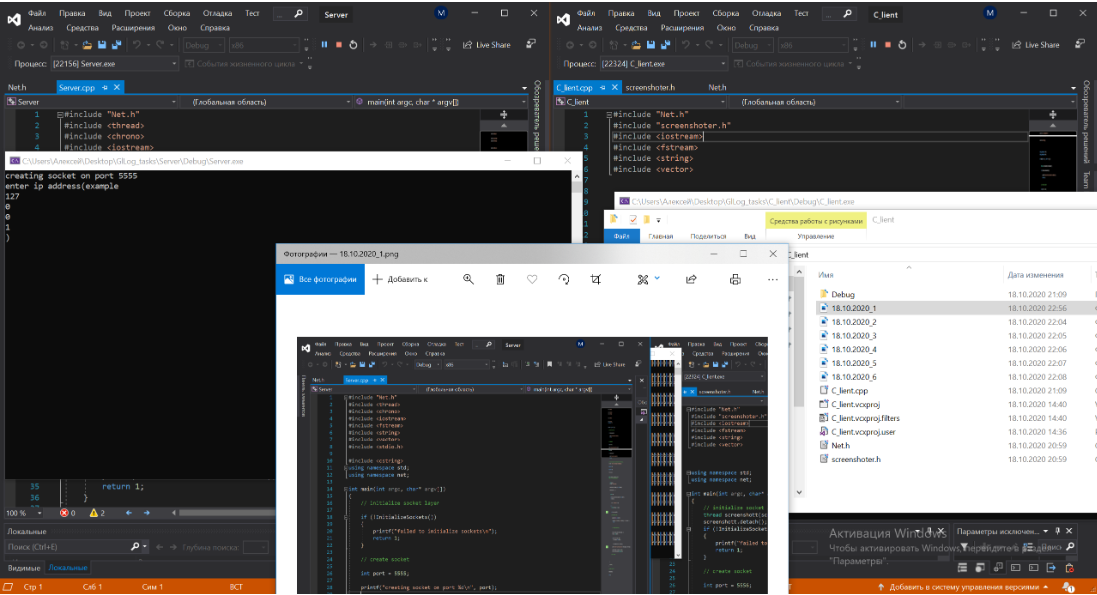 Файл Правка Вид Проект Сборка Отладка Тест ... Server M
Анализ Средства Расширения Окно Справка
Debug x86 Live Share
Процесс: [22156] Server.exe События жизненного цикла
Net.h Server.cpp
Server (Глобальная область) main(int argc, char * argv[])
1 #include "Net.h"
2 #include <thread>
3 #include <chrono>
4 #include <iostream>
Обозреватель решений
C:\Users\Алексей\Desktop\GlLog_tasks\Server\Debug\Server.exe
creating socket on port 5555
enter ip address(example
127
0
0
1
)
35 return 1;
36 }
100 % 0 2
Локальные
Поиск (Ctrl+E) Глубина поиска:
Видимые Локальные
Стр 1 Слб 1 Сим 1 ВСТ
Файл Правка Вид Проект Сборка Отладка Тест ... C_lient M
Анализ Средства Расширения Окно Справка
Debug x86 Live Share
Процесс: [22324] C_lient.exe События жизненного цикла
C_lient.cpp screenshoter.h Net.h
C_lient (Глобальная область)
1 #include "Net.h"
2 #include "screenshoter.h"
3 #include <iostream>
4 #include <fstream>
5 #include <string>
6 #include <vector>
7
Обозреватель решений
Team
C:\Users\Алексей\Desktop\GlLog_tasks\C_lient\Debug\C_lient.exe
Средства работы с рисунками C_lient
Файл Главная Поделиться Вид Управление
C_lient
Имя Дата изменения
Debug 18.10.2020 21:09
18.10.2020_1 18.10.2020 22:56
18.10.2020_2 18.10.2020 22:04
18.10.2020_3 18.10.2020 22:05
18.10.2020_4 18.10.2020 22:06
18.10.2020_5 18.10.2020 22:07
18.10.2020_6 18.10.2020 22:08
C_lient.cpp 18.10.2020 21:09
C_lient.vcxproj 18.10.2020 14:40
C_lient.vcxproj.filters 18.10.2020 14:40
C_lient.vcxproj.user 18.10.2020 14:36
Net.h 18.10.2020 20:59
screenshoter.h 18.10.2020 20:59
Фотографии — 18.10.2020_1.png
Все фотографии Добавить к
Файл Правка Вид Проект Сборка Отладка Тест Server
Анализ Средства Расширения Окно Справка
Debug x86 Live Share
Net.h Server.cpp
Server (Глобальная область) main(int argc, char * argv[])
#include "Net.h"
#include <thread>
#include <chrono>
#include <iostream>
#include <fstream>
#include <string>
#include <vector>
#include <stdio.h>
#include <cstring>
using namespace std;
using namespace net;
int main(int argc, char* argv[])
{
// initialize socket layer
if (!InitializeSockets())
{
printf("failed to initialize sockets\n");
return 1;
}
// create socket
int port = 5555;
printf("creating socket on port %d\n", port);
[22324] C_lient.exe
screenshoter.h Net.h
#include "Net.h"
#include "screenshoter.h"
#include <iostream>
#include <fstream>
#include <string>
#include <vector>
using namespace std;
using namespace net;
int main(int argc, char*
{
// initialize socket
thread screenshott(sc
screenshott.detach();
if (!InitializeSocket
{
printf("failed to
return 1;
}
// create socket
int port = 5555;
Активация Windows
Чтобы активировать Windows, перейдите в раздел
"Параметры".
Параметры исключен...
Добавить в систему управления версиями